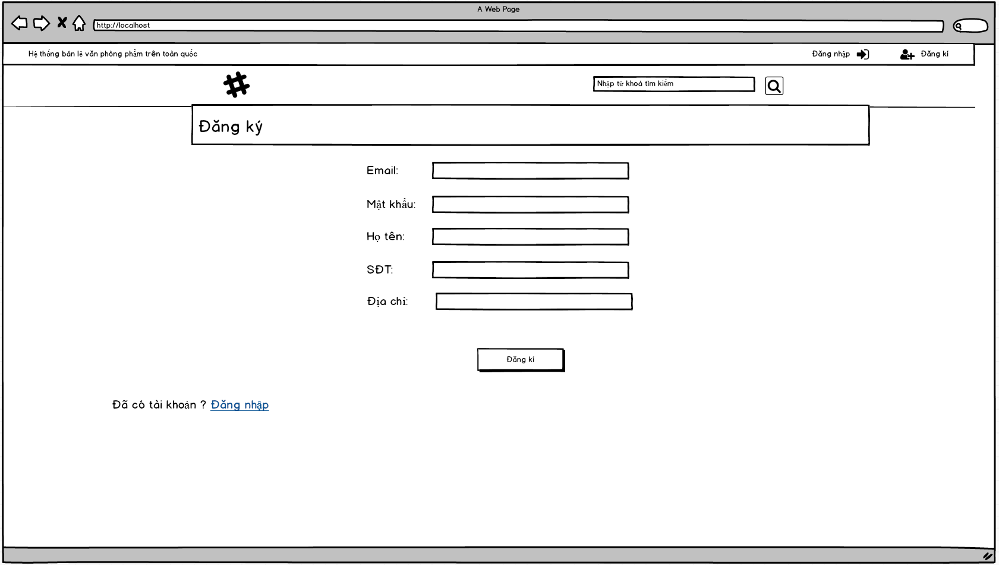 A Web Page
http://localhost
Hệ thống bán lẻ văn phòng phẩm trên toàn quốc
Đăng nhập
Đăng kí
Nhập từ khoá tìm kiếm
Đăng ký
Email:
Mật khẩu:
Họ tên:
SĐT:
Địa chỉ:
Đăng kí
Đã có tài khoản ? Đăng nhập